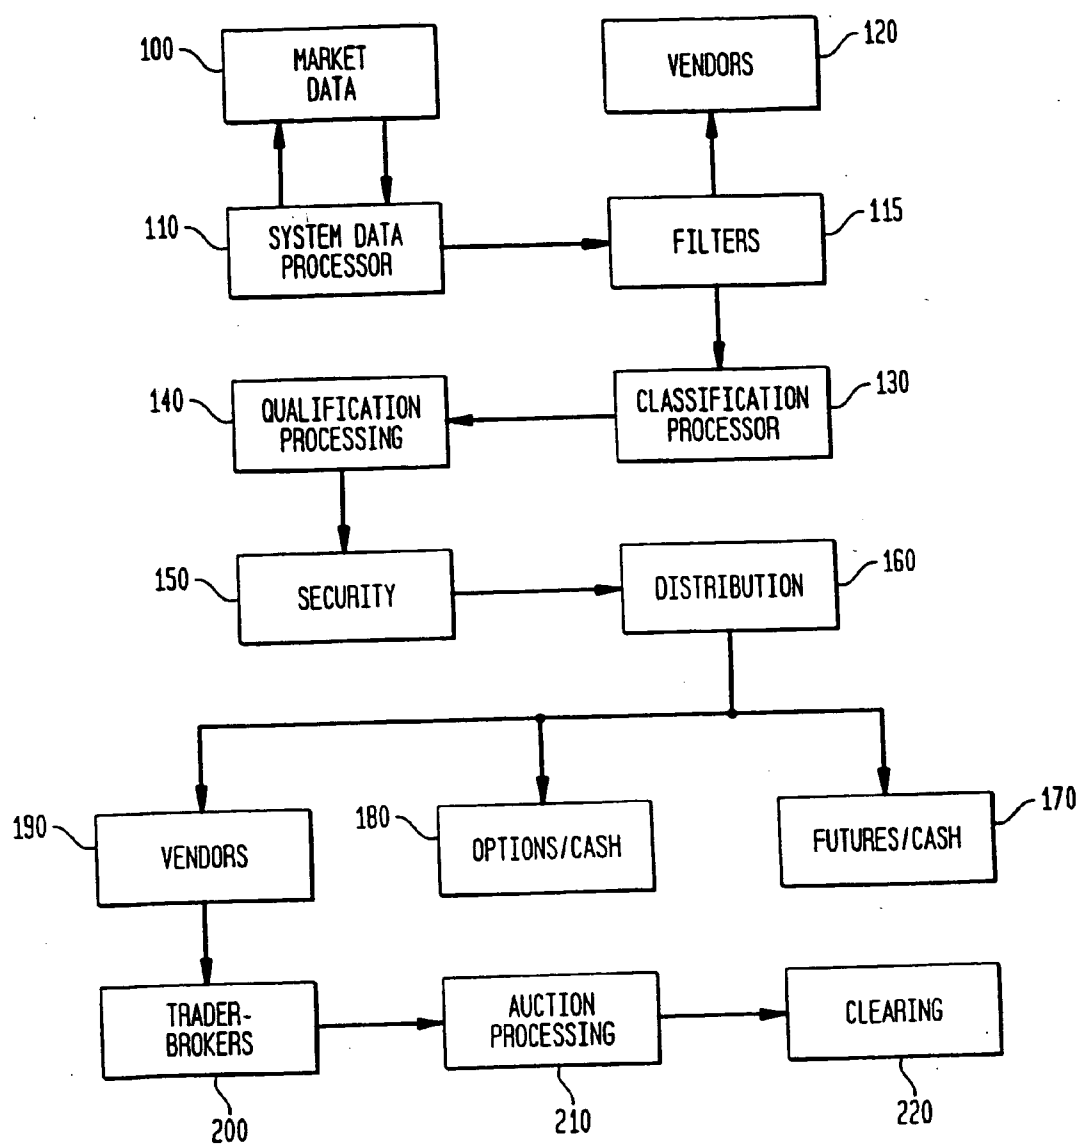 100
MARKET
DATA
120
VENDORS
110
SYSTEM DATA
PROCESSOR
115
FILTERS
140
QUALIFICATION
PROCESSING
130
CLASSIFICATION
PROCESSOR
150
SECURITY
160
DISTRIBUTION
190
VENDORS
180
OPTIONS/CASH
170
FUTURES/CASH
TRADER-
BROKERS
200
AUCTION
PROCESSING
210
CLEARING
220